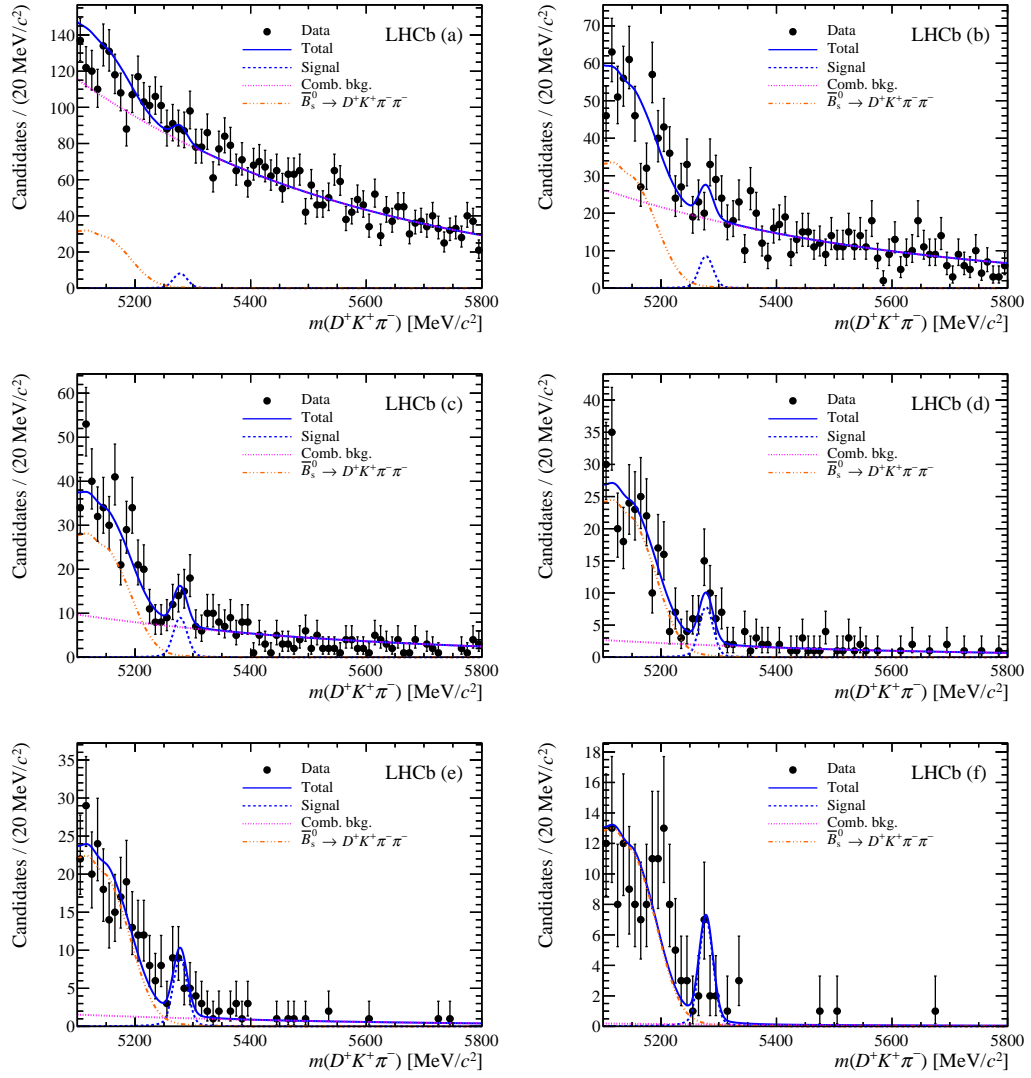 Candidates / (20 MeV/c²)
140
120
100
80
60
40
20
0
LHCb (a)
Data
Total
Signal
Comb. bkg.
B̅⁰ₛ → D⁺K⁺π⁻π⁻
5200 5400 5600 5800
m(D⁺K⁺π⁻) [MeV/c²]
Candidates / (20 MeV/c²)
70
60
50
40
30
20
10
0
LHCb (b)
Data
Total
Signal
Comb. bkg.
B̅⁰ₛ → D⁺K⁺π⁻π⁻
5200 5400 5600 5800
m(D⁺K⁺π⁻) [MeV/c²]
Candidates / (20 MeV/c²)
60
50
40
30
20
10
0
LHCb (c)
Data
Total
Signal
Comb. bkg.
B̅⁰ₛ → D⁺K⁺π⁻π⁻
5200 5400 5600 5800
m(D⁺K⁺π⁻) [MeV/c²]
Candidates / (20 MeV/c²)
40
35
30
25
20
15
10
5
0
LHCb (d)
Data
Total
Signal
Comb. bkg.
B̅⁰ₛ → D⁺K⁺π⁻π⁻
5200 5400 5600 5800
m(D⁺K⁺π⁻) [MeV/c²]
Candidates / (20 MeV/c²)
35
30
25
20
15
10
5
0
LHCb (e)
Data
Total
Signal
Comb. bkg.
B̅⁰ₛ → D⁺K⁺π⁻π⁻
5200 5400 5600 5800
m(D⁺K⁺π⁻) [MeV/c²]
Candidates / (20 MeV/c²)
18
16
14
12
10
8
6
4
2
0
LHCb (f)
Data
Total
Signal
Comb. bkg.
B̅⁰ₛ → D⁺K⁺π⁻π⁻
5200 5400 5600 5800
m(D⁺K⁺π⁻) [MeV/c²]